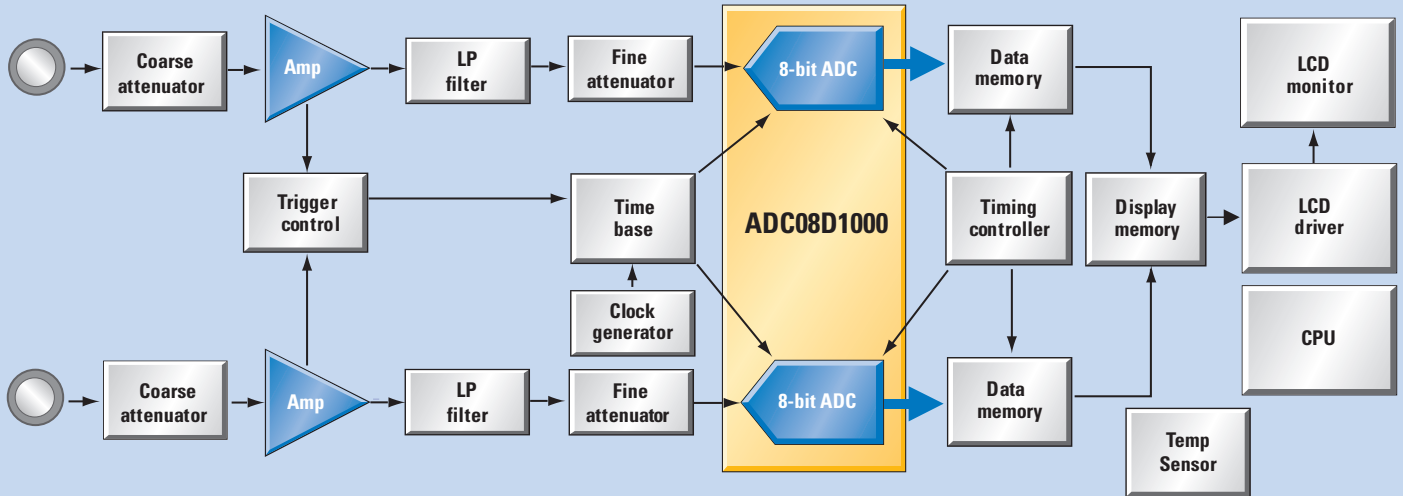 Coarse
attenuator
Amp
LP
filter
Fine
attenuator
8-bit ADC
Data
memory
LCD
monitor
Trigger
control
Time
base
ADC08D1000
Timing
controller
Display
memory
LCD
driver
Clock
generator
CPU
Coarse
attenuator
Amp
LP
filter
Fine
attenuator
8-bit ADC
Data
memory
Temp
Sensor